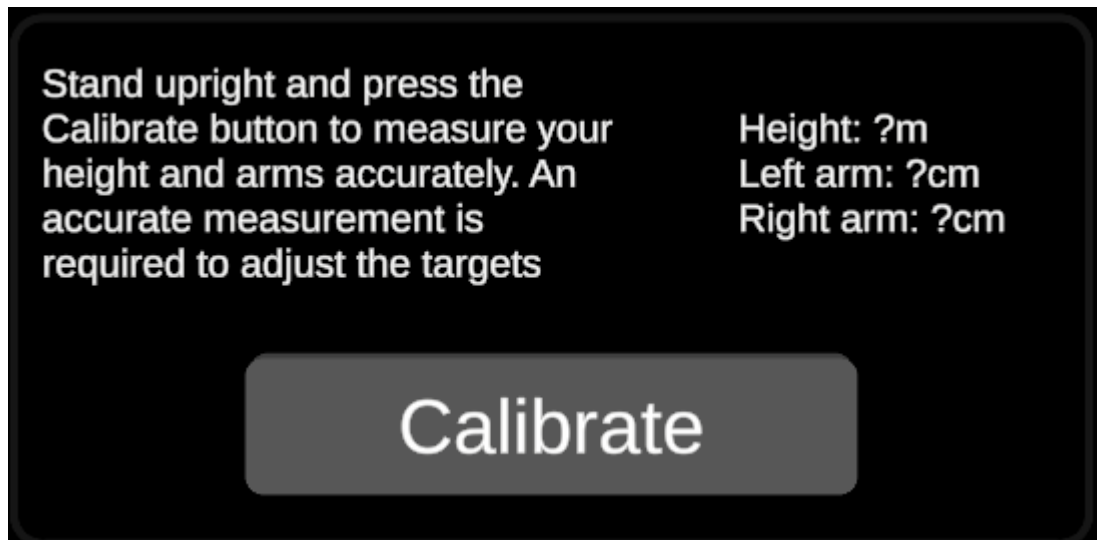 Stand upright and press the
Calibrate button to measure your
height and arms accurately. An
accurate measurement is
required to adjust the targets
Height: ?m
Left arm: ?cm
Right arm: ?cm
Calibrate